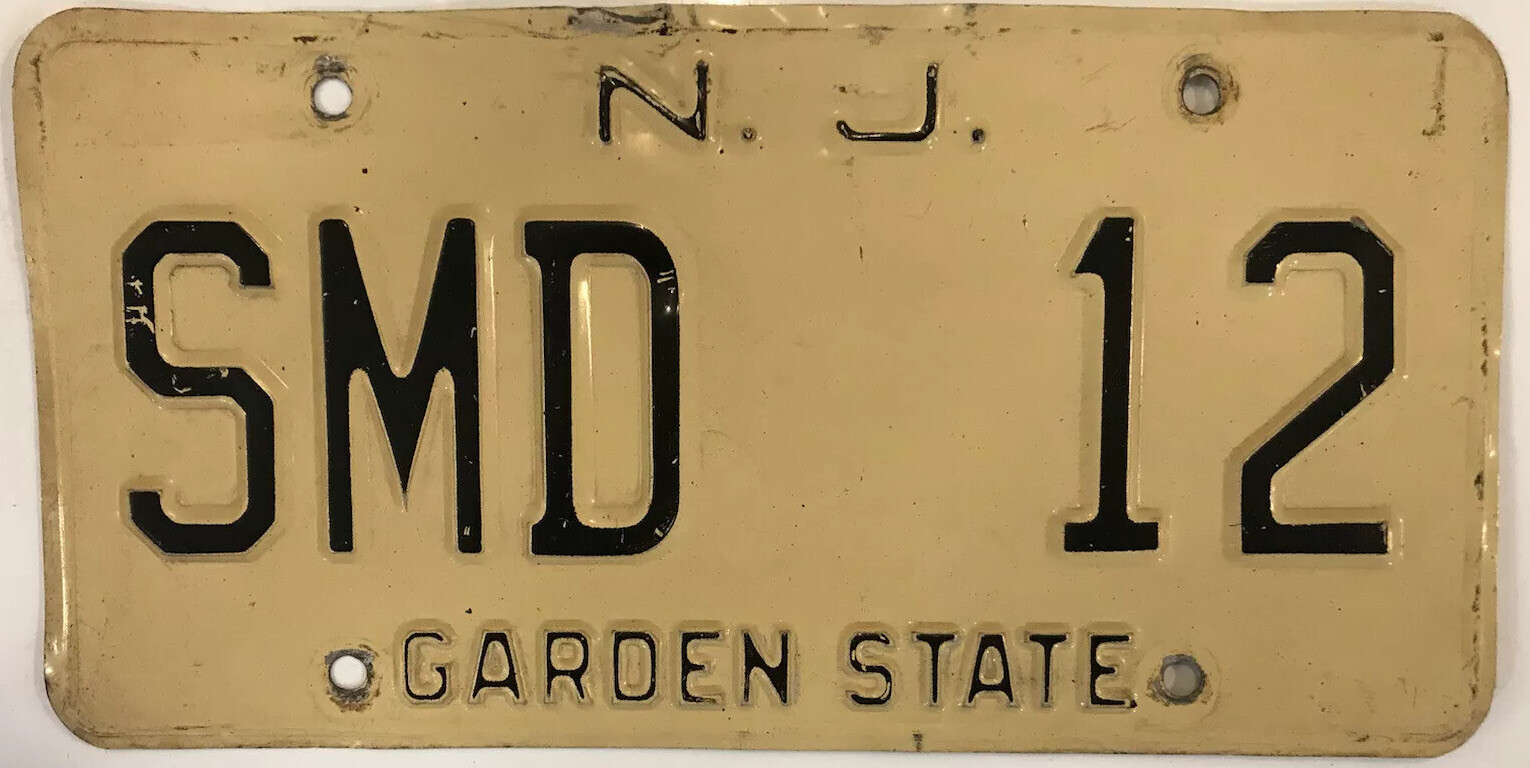 N. J.
SMD 12
GARDEN STATE